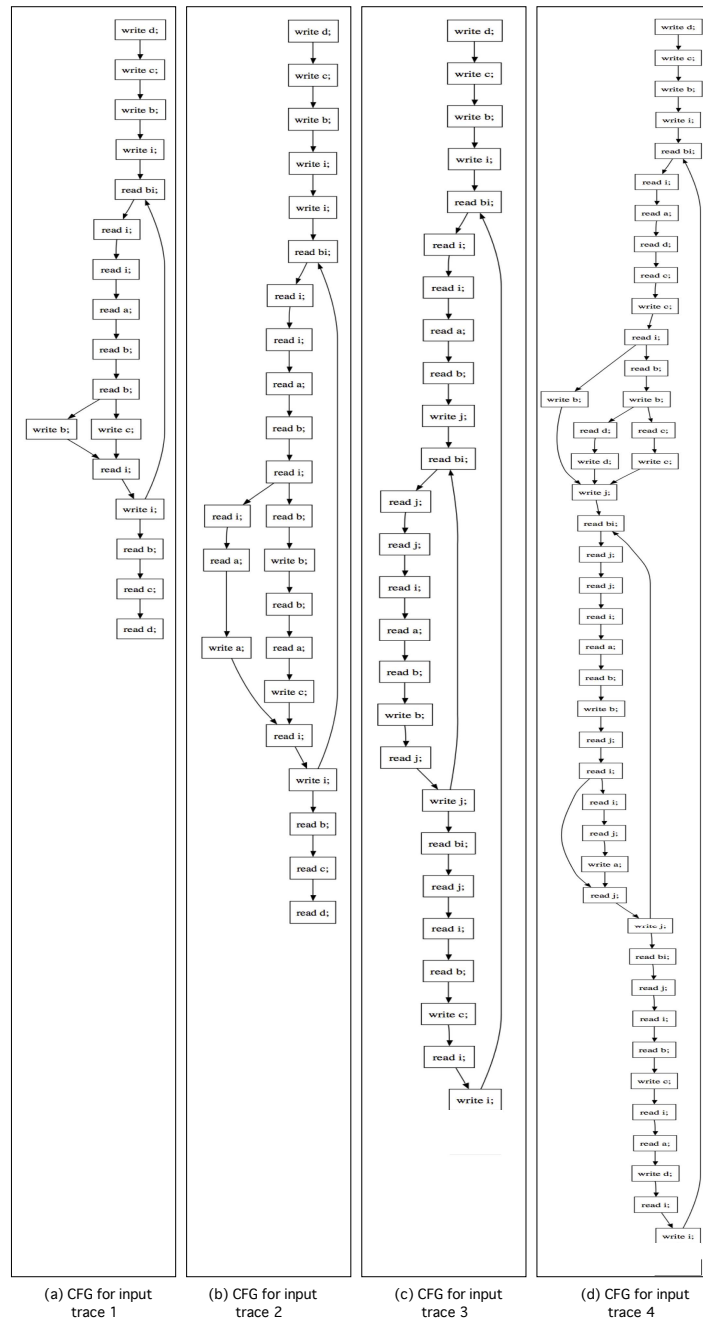 write d;
write c;
write b;
write i;
read bi;
read i;
read i;
read a;
read b;
read b;
write b;
write c;
read i;
write i;
read b;
read c;
read d;
(a) CFG for input
trace 1
write d;
write c;
write b;
write i;
write i;
read bi;
read i;
read i;
read a;
read b;
read i;
read i;
read b;
read a;
write b;
read b;
write a;
read a;
write c;
read i;
write i;
read b;
read c;
read d;
(b) CFG for input
trace 2
write d;
write c;
write b;
write i;
read bi;
read i;
read i;
read a;
read b;
write j;
read bi;
read j;
read j;
read i;
read a;
read b;
write b;
read j;
write j;
read bi;
read j;
read i;
read b;
write c;
read i;
write i;
(c) CFG for input
trace 3
write d;
write c;
write b;
write i;
read bi;
read i;
read a;
read d;
read c;
write c;
read i;
read b;
write b;
write b;
read d;
read c;
write d;
write c;
write j;
read bi;
read j;
read j;
read i;
read a;
read b;
write b;
read j;
read i;
read i;
read j;
write a;
read j;
write j;
read bi;
read j;
read i;
read b;
write c;
read i;
read a;
write d;
read i;
write i;
(d) CFG for input
trace 4